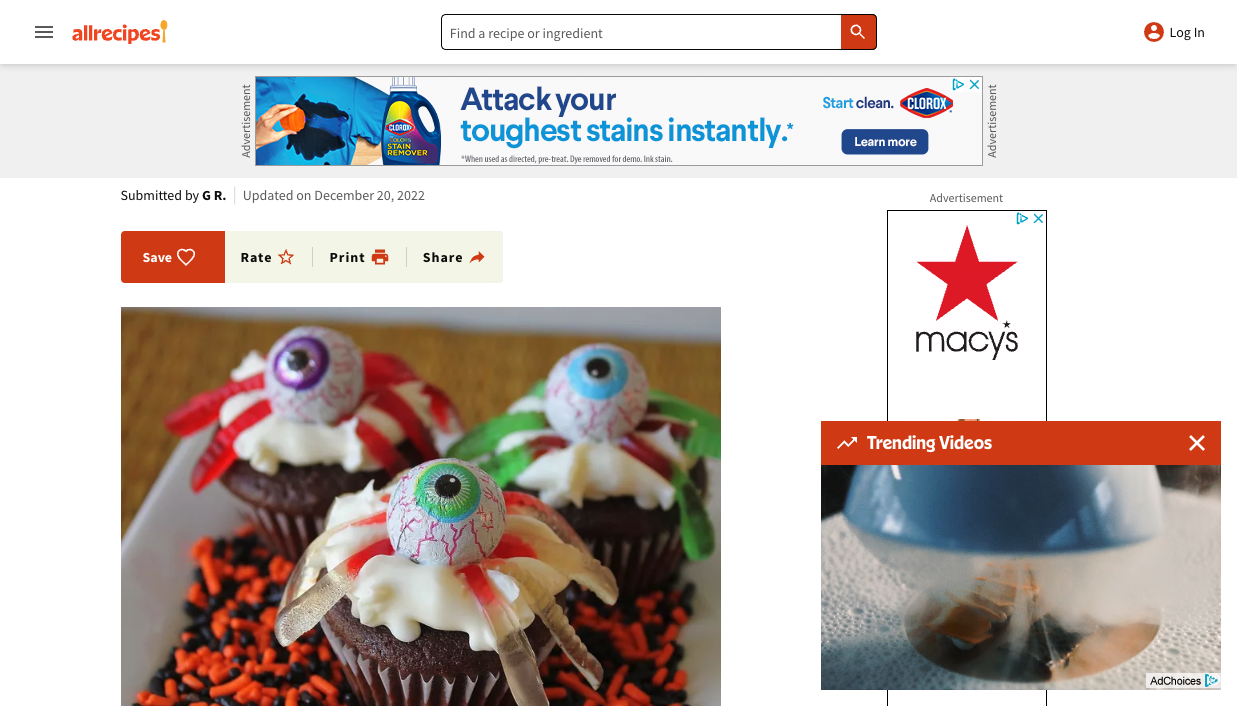 allrecipes
Find a recipe or ingredient
Log In
Advertisement
CLOROX
STAIN
REMOVER
Attack your
toughest stains instantly.*
*When used as directed, pre-treat. Dye removed for demo. Ink stain.
Start clean. CLOROX
Learn more
Advertisement
Submitted by G R. Updated on December 20, 2022
Save
Rate
Print
Share
Advertisement
macy's
Trending Videos
AdChoices